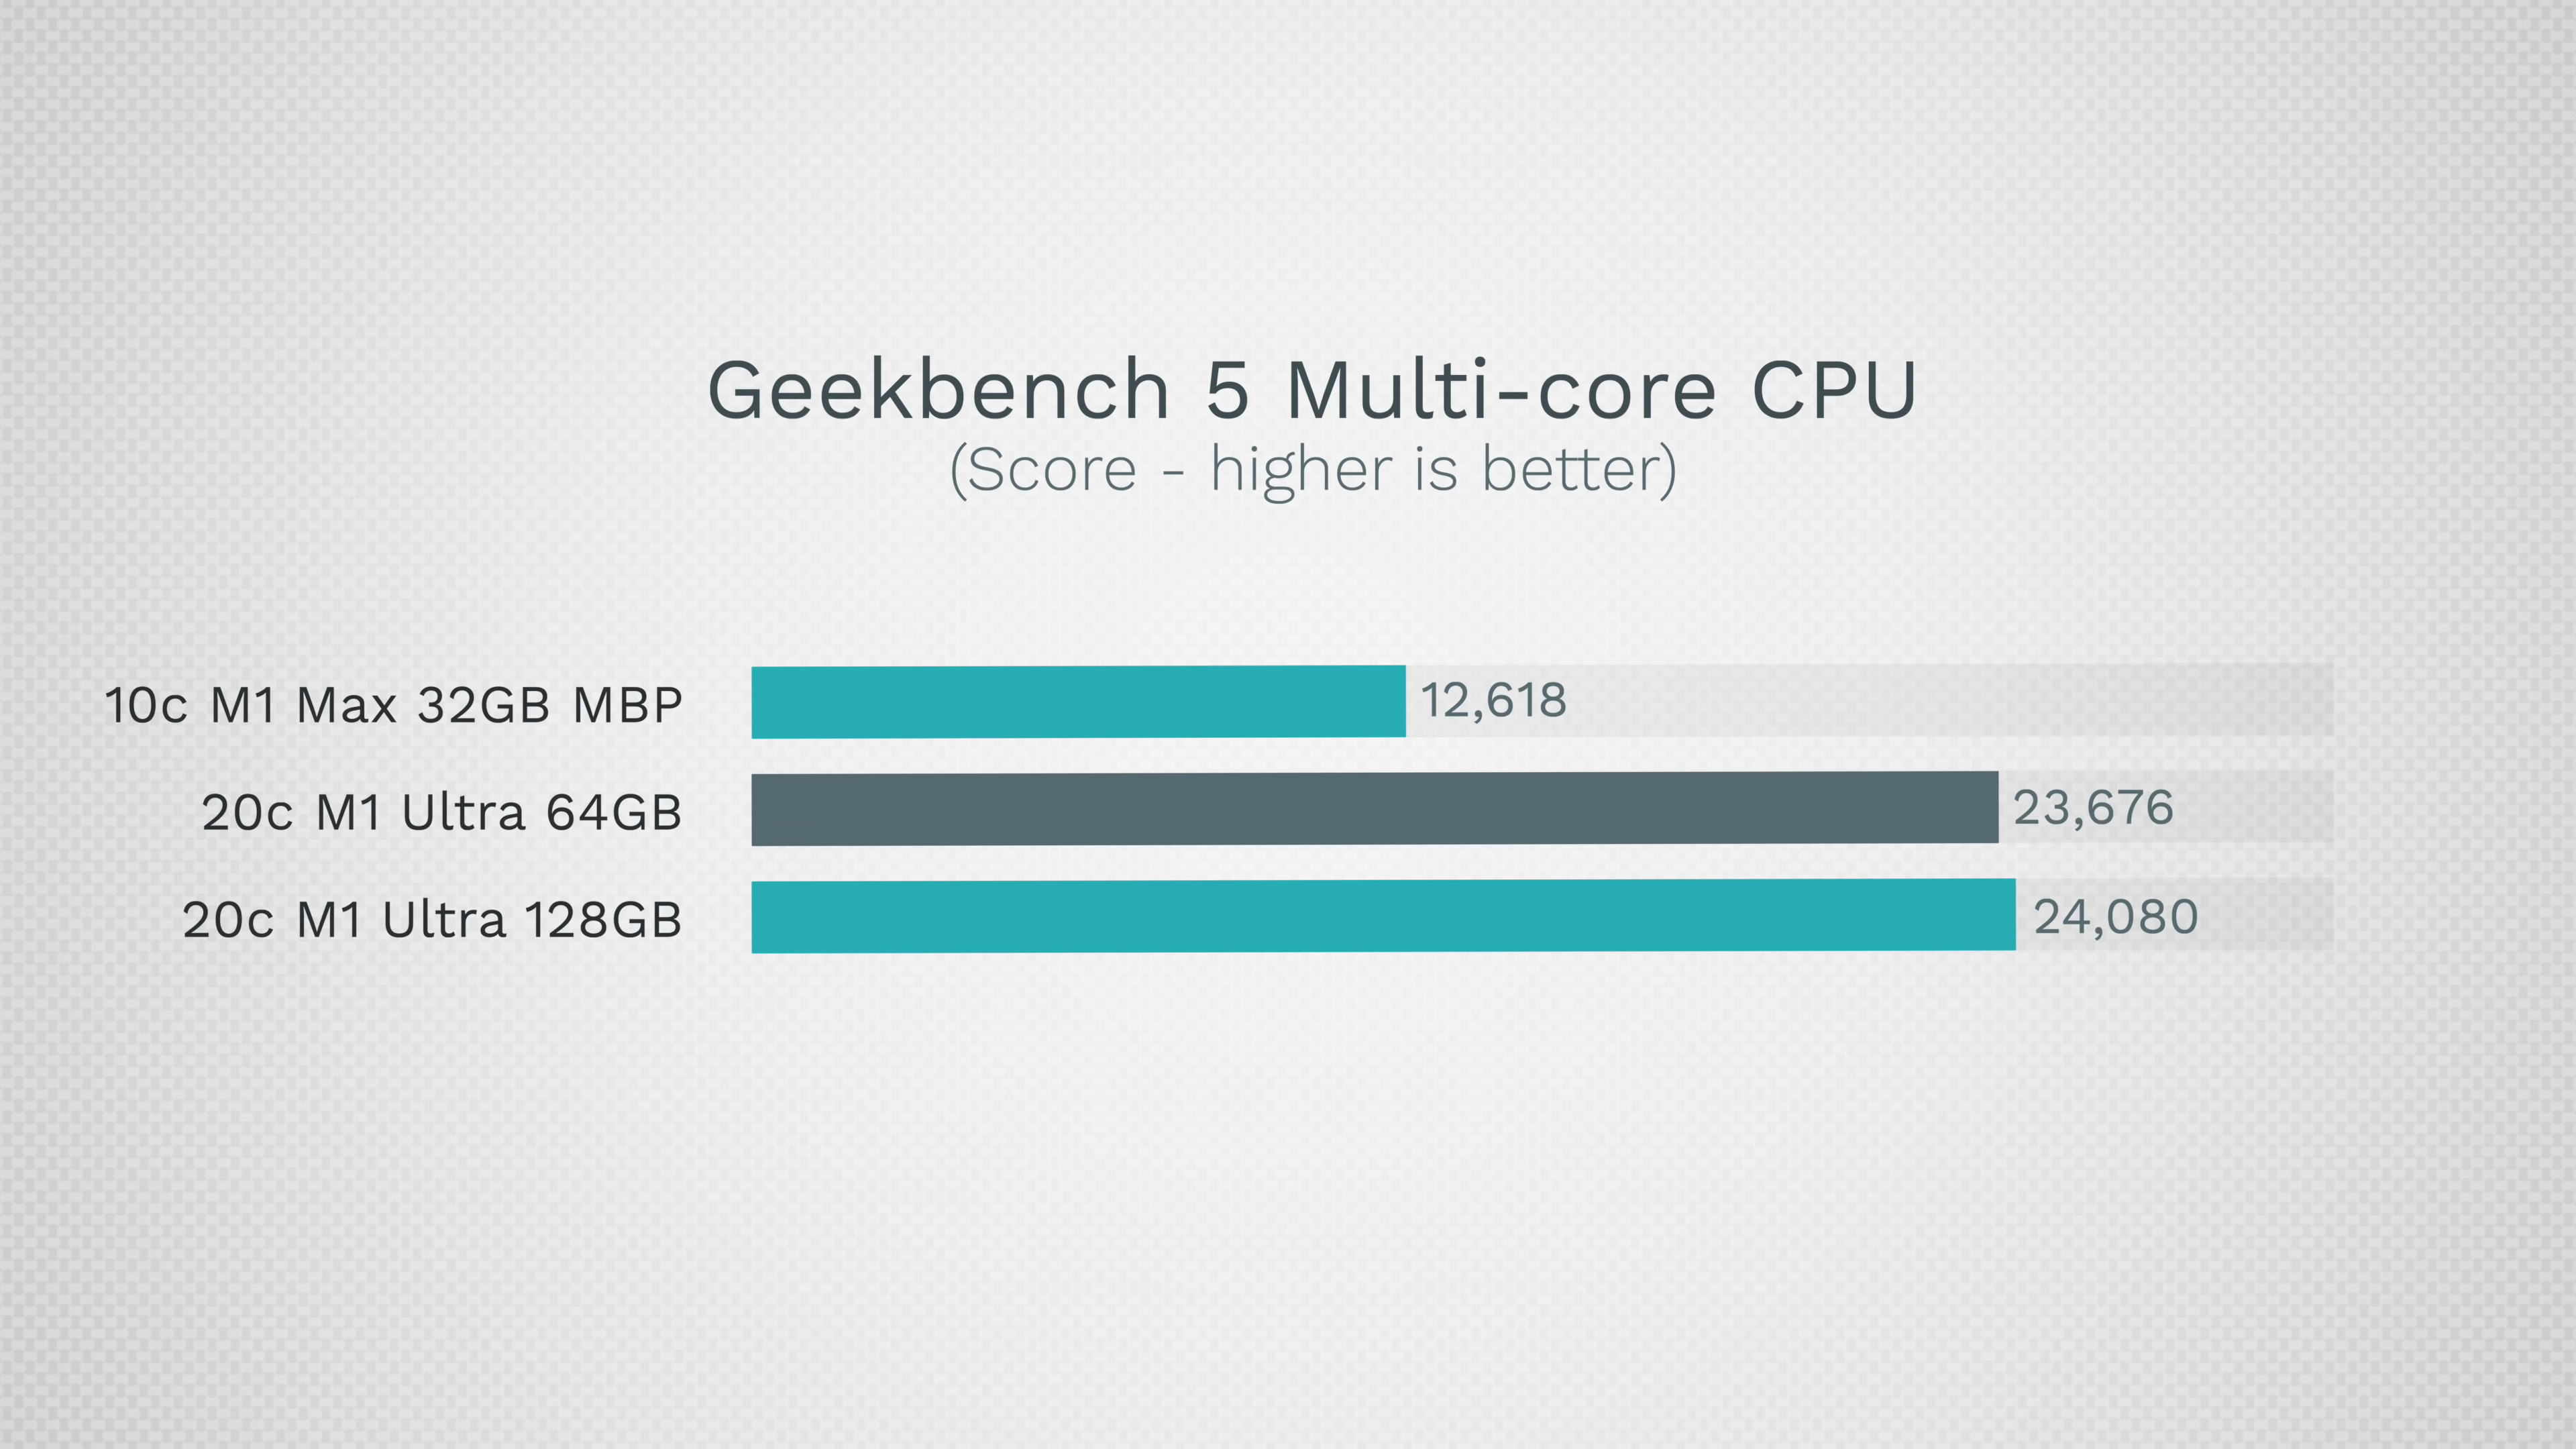 Geekbench 5 Multi-core CPU
(Score - higher is better)
10c M1 Max 32GB MBP 12,618
20c M1 Ultra 64GB 23,676
20c M1 Ultra 128GB 24,080